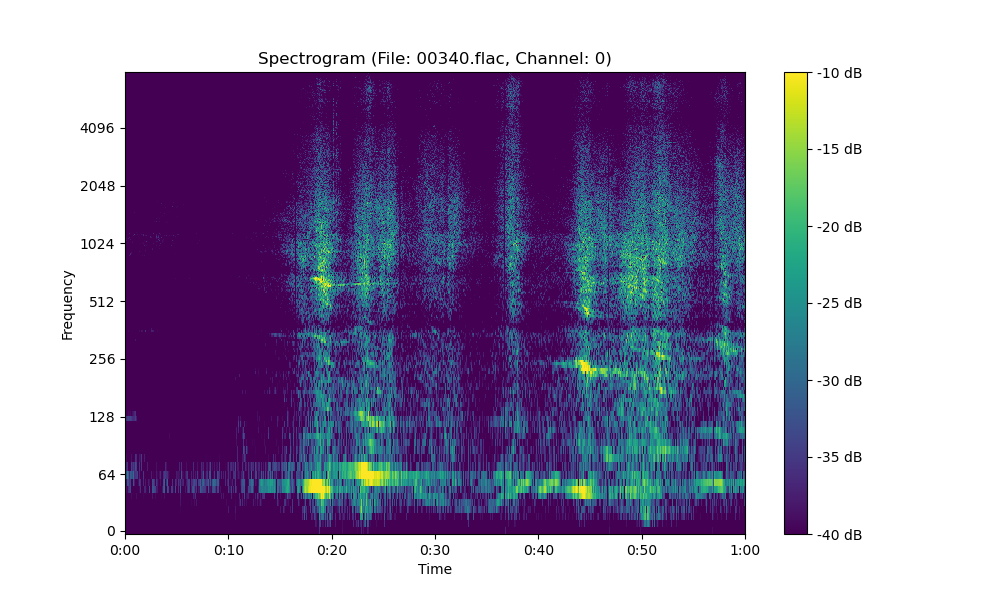 Spectrogram (File: 00340.flac, Channel: 0)
Frequency
4096
2048
1024
512
256
128
64
0
0:00 0:10 0:20 0:30 0:40 0:50 1:00
Time
-10 dB
-15 dB
-20 dB
-25 dB
-30 dB
-35 dB
-40 dB